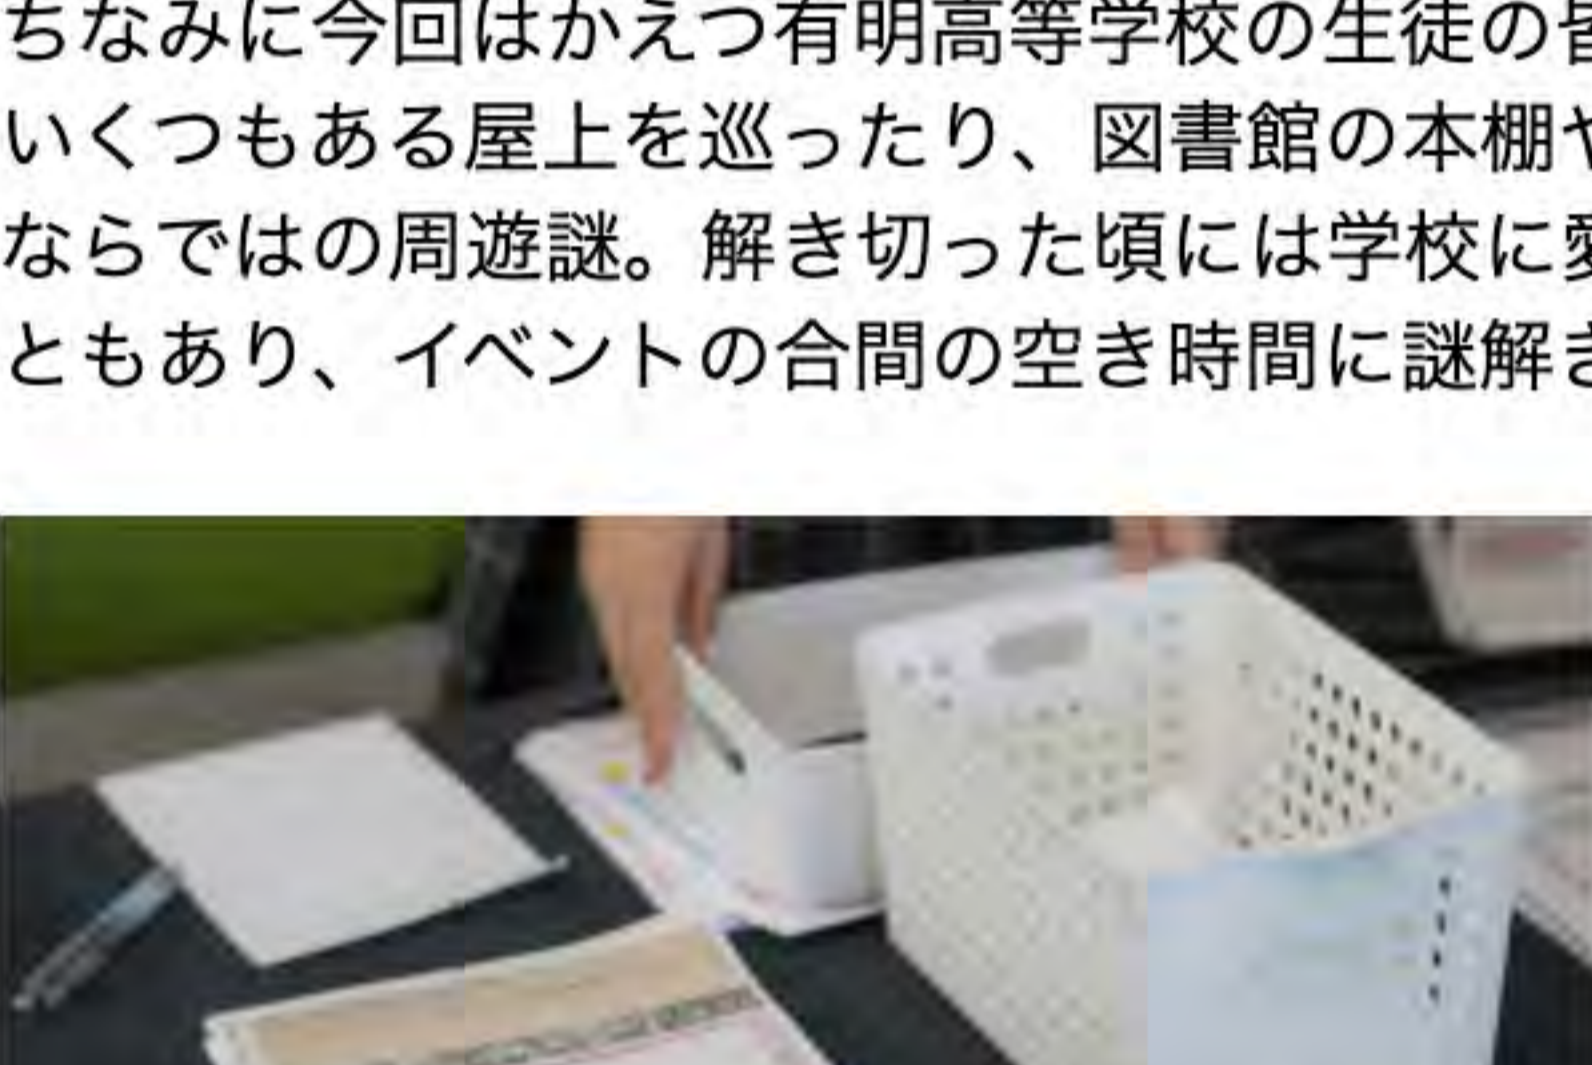 ちなみに今回はかえつ有明高等学校の生徒の皆
いくつもある屋上を巡ったり、図書館の本棚や
ならではの周遊謎。解き切った頃には学校に愛
ともあり、イベントの合間の空き時間に謎解き